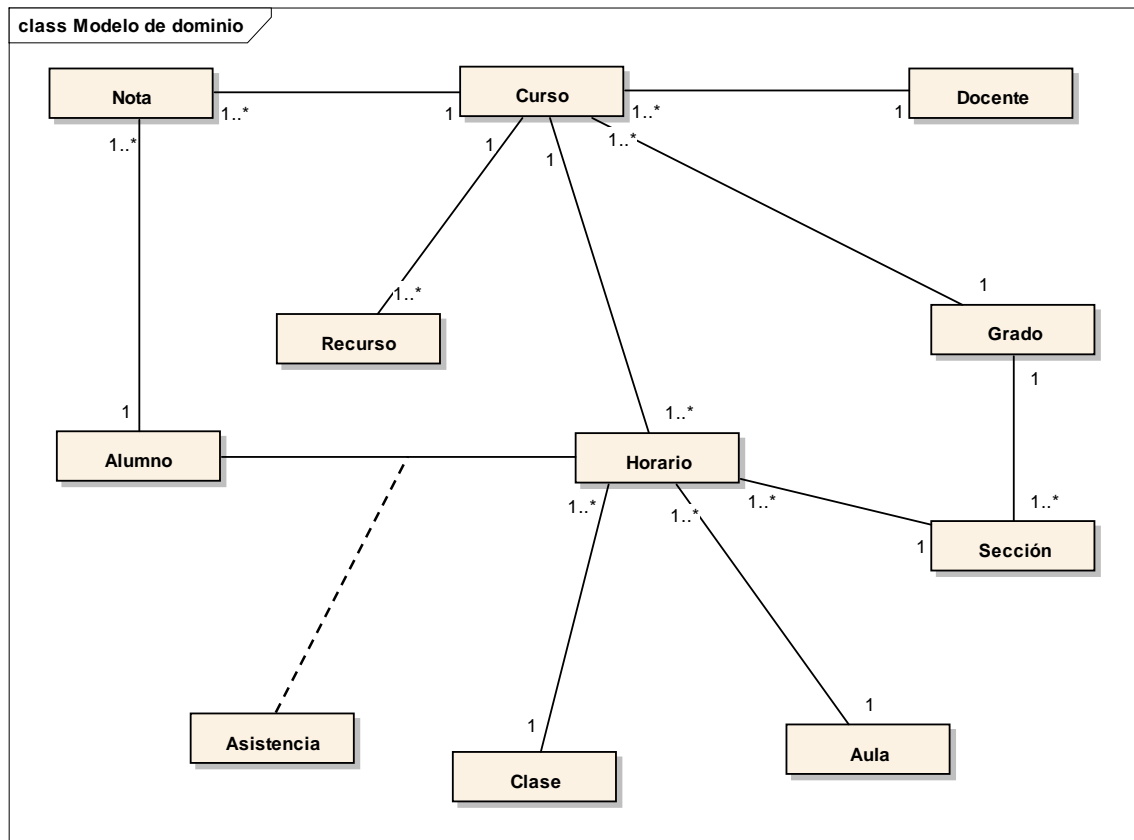 class Modelo de dominio
Nota
Curso
Docente
1..*
1
1..*
1
1..*
1
1
1..*
1..*
1
Recurso
Grado
1
1
1..*
Alumno
Horario
1..*
1..*
1..*
1..*
1
Sección
1
1
Asistencia
Clase
Aula